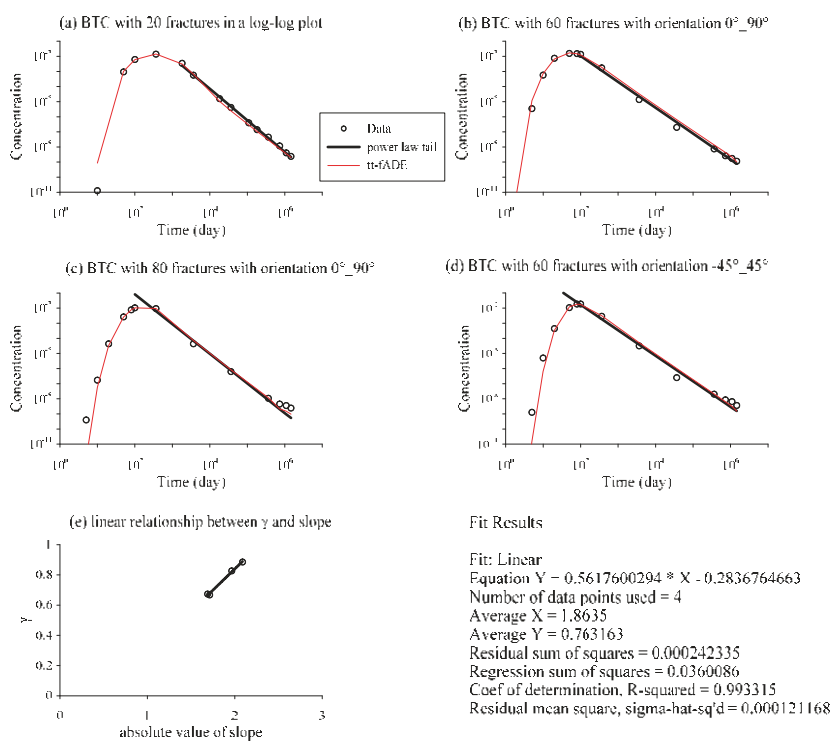 (a) BTC with 20 fractures in a log-log plot
(b) BTC with 60 fractures with orientation 0°_90°
Concentration
Time (day)
Data
power law tail
tt-fADE
Concentration
Time (day)
(c) BTC with 80 fractures with orientation 0°_90°
(d) BTC with 60 fractures with orientation -45°_45°
Concentration
Time (day)
Concentration
Time (day)
(e) linear relationship between γ and slope
1
0.8
0.6
0.4
0.2
0
γ
0 1 2 3
absolute value of slope
Fit Results
Fit: Linear
Equation Y = 0.5617600294 * X - 0.2836764663
Number of data points used = 4
Average X = 1.8635
Average Y = 0.763163
Residual sum of squares = 0.000242335
Regression sum of squares = 0.0360086
Coef of determination, R-squared = 0.993315
Residual mean square, sigma-hat-sq'd = 0.000121168